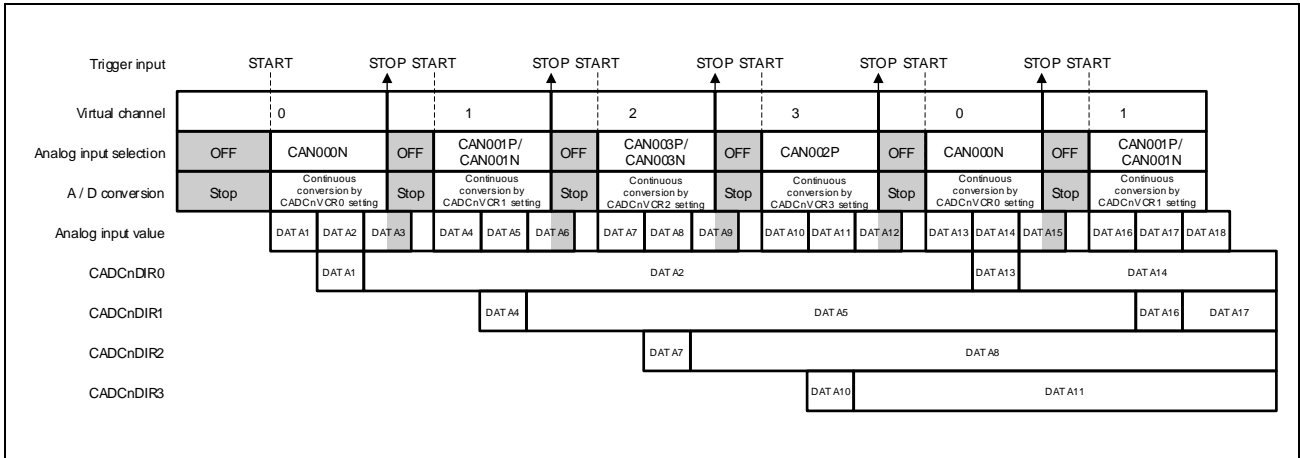 Trigger input START STOP START STOP START STOP START STOP START STOP START
Virtual channel 0 1 2 3 0 1
Analog input selection OFF CAN000N OFF CAN001P/ CAN001N OFF CAN003P/ CAN003N OFF CAN002P OFF CAN000N OFF CAN001P/ CAN001N
A / D conversion Stop Continuous conversion by CADCnVCR0 setting Stop Continuous conversion by CADCnVCR1 setting Stop Continuous conversion by CADCnVCR2 setting Stop Continuous conversion by CADCnVCR3 setting Stop Continuous conversion by CADCnVCR0 setting Stop Continuous conversion by CADCnVCR1 setting
Analog input value DATA1 DATA2 DATA3 DATA4 DATA5 DATA6 DATA7 DATA8 DATA9 DATA10 DATA11 DATA12 DATA13 DATA14 DATA15 DATA16 DATA17 DATA18
CADCnDIR0 DATA1 DATA2 DATA13 DATA14
CADCnDIR1 DATA4 DATA5 DATA16 DATA17
CADCnDIR2 DATA7 DATA8
CADCnDIR3 DATA10 DATA11